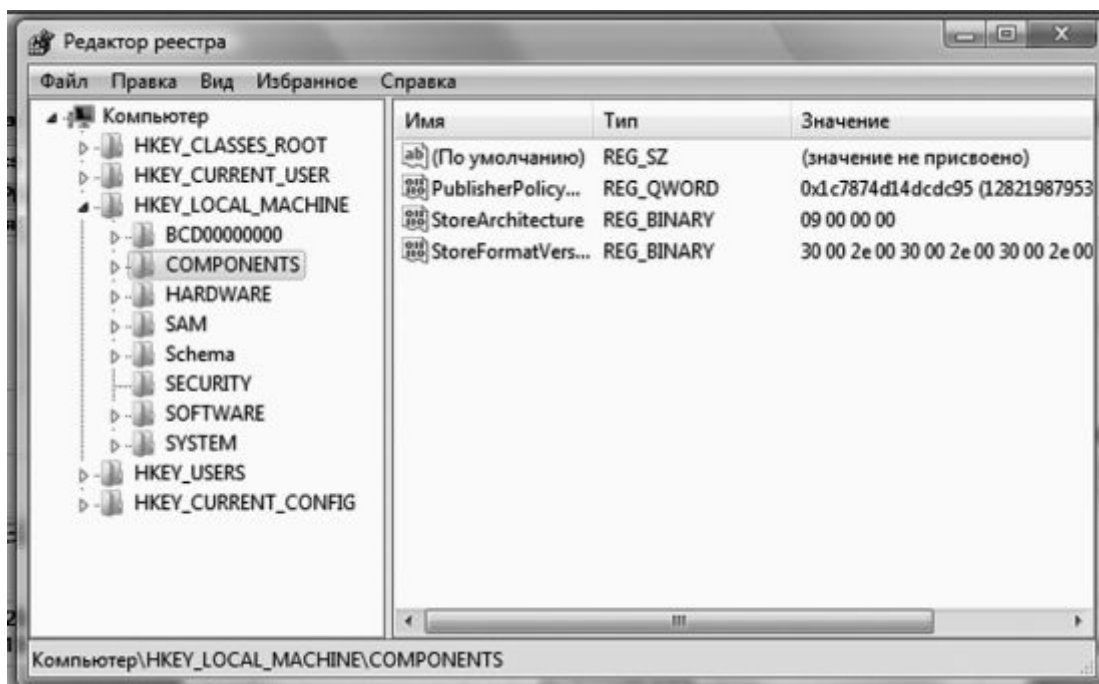 Редактор реестра
Файл Правка Вид Избранное Справка
Компьютер
HKEY_CLASSES_ROOT
HKEY_CURRENT_USER
HKEY_LOCAL_MACHINE
BCD00000000
COMPONENTS
HARDWARE
SAM
Schema
SECURITY
SOFTWARE
SYSTEM
HKEY_USERS
HKEY_CURRENT_CONFIG
Имя Тип Значение
(По умолчанию) REG_SZ (значение не присвоено)
PublisherPolicy... REG_QWORD 0x1c7874d14dcdc95 (12821987953
StoreArchitecture REG_BINARY 09 00 00 00
StoreFormatVers... REG_BINARY 30 00 2e 00 30 00 2e 00 30 00 2e 00
Компьютер\HKEY_LOCAL_MACHINE\COMPONENTS